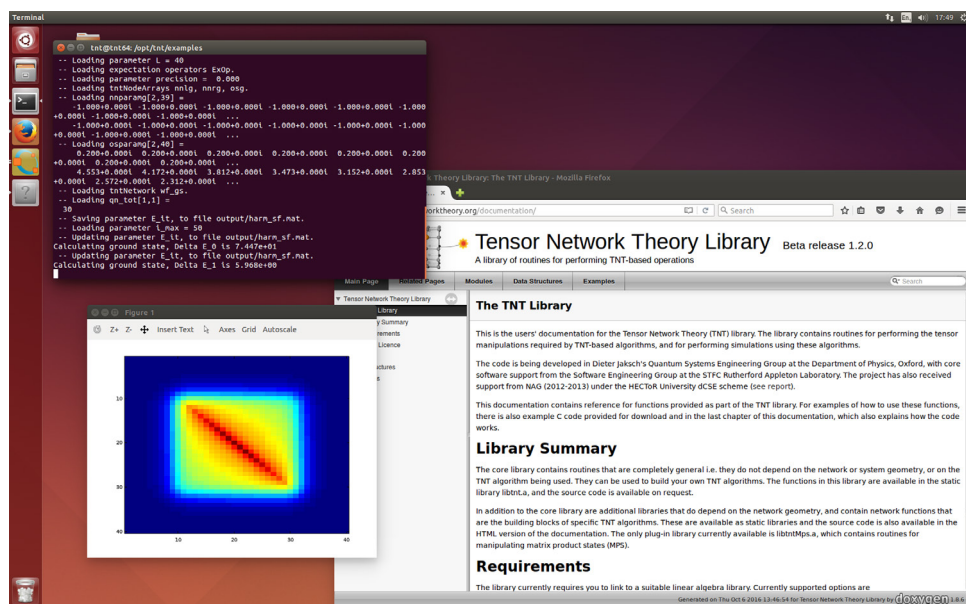 Terminal
En
17:49
tnt@tnt64: /opt/tnt/examples
-- Loading parameter L = 40
-- Loading expectation operators ExOp.
-- Loading parameter precision = 0.000
-- Loading tntNodeArrays nnlg, nnrg, osg.
-- Loading nnparamg[2,39] =
-1.000+0.000i -1.000+0.000i -1.000+0.000i -1.000+0.000i -1.000+0.000i -1.000
+0.000i -1.000+0.000i -1.000+0.000i ...
-1.000+0.000i -1.000+0.000i -1.000+0.000i -1.000+0.000i -1.000+0.000i -1.000
+0.000i -1.000+0.000i -1.000+0.000i ...
-- Loading osparamg[2,40] =
0.200+0.000i 0.200+0.000i 0.200+0.000i 0.200+0.000i 0.200+0.000i 0.200
+0.000i 0.200+0.000i 0.200+0.000i ...
4.553+0.000i 4.172+0.000i 3.812+0.000i 3.473+0.000i 3.152+0.000i 2.853
+0.000i 2.572+0.000i 2.312+0.000i ...
-- Loading tntNetwork wf_gs.
-- Loading qn_tot[1,1] =
30
-- Saving parameter E_it, to file output/harm_sf.mat.
-- Loading parameter i_max = 50
-- Updating parameter E_it, to file output/harm_sf.mat.
Calculating ground state, Delta E_0 is 7.447e+01
-- Updating parameter E_it, to file output/harm_sf.mat.
Calculating ground state, Delta E_1 is 5.968e+00
Theory Library: The TNT Library - Mozilla Firefox
orktheory.org/documentation/
Search
Tensor Network Theory Library Beta release 1.2.0
A library of routines for performing TNT-based operations
Main Page Related Pages Modules Data Structures Examples
Search
Tensor Network Theory Library
Library
y Summary
rements
Licence
uctures
s
The TNT Library
This is the users' documentation for the Tensor Network Theory (TNT) library. The library contains routines for performing the tensor
manipulations required by TNT-based algorithms, and for performing simulations using these algorithms.
The code is being developed in Dieter Jaksch's Quantum Systems Engineering Group at the Department of Physics, Oxford, with core
software support from the Software Engineering Group at the STFC Rutherford Appleton Laboratory. The project has also received
support from NAG (2012-2013) under the HECToR University dCSE scheme (see report).
This documentation contains reference for functions provided as part of the TNT library. For examples of how to use these functions,
there is also example C code provided for download and in the last chapter of this documentation, which also explains how the code
works.
Library Summary
The core library contains routines that are completely general i.e. they do not depend on the network or system geometry, or on the
TNT algorithm being used. They can be used to build your own TNT algorithms. The functions in this library are available in the static
library libtnt.a, and the source code is available on request.
In addition to the core library are additional libraries that do depend on the network geometry, and contain network functions that
are the building blocks of specific TNT algorithms. These are available as static libraries and the source code is also available in the
HTML version of the documentation. The only plug-in library currently available is libtntMps.a, which contains routines for
manipulating matrix product states (MPS).
Requirements
The library currently requires you to link to a suitable linear algebra library. Currently supported options are
Generated on Thu Oct 6 2016 13:46:54 for Tensor Network Theory Library by doxygen 1.8.6
Figure 1
Z+ Z- Insert Text Axes Grid Autoscale
10
20
30
40
10 20 30 40